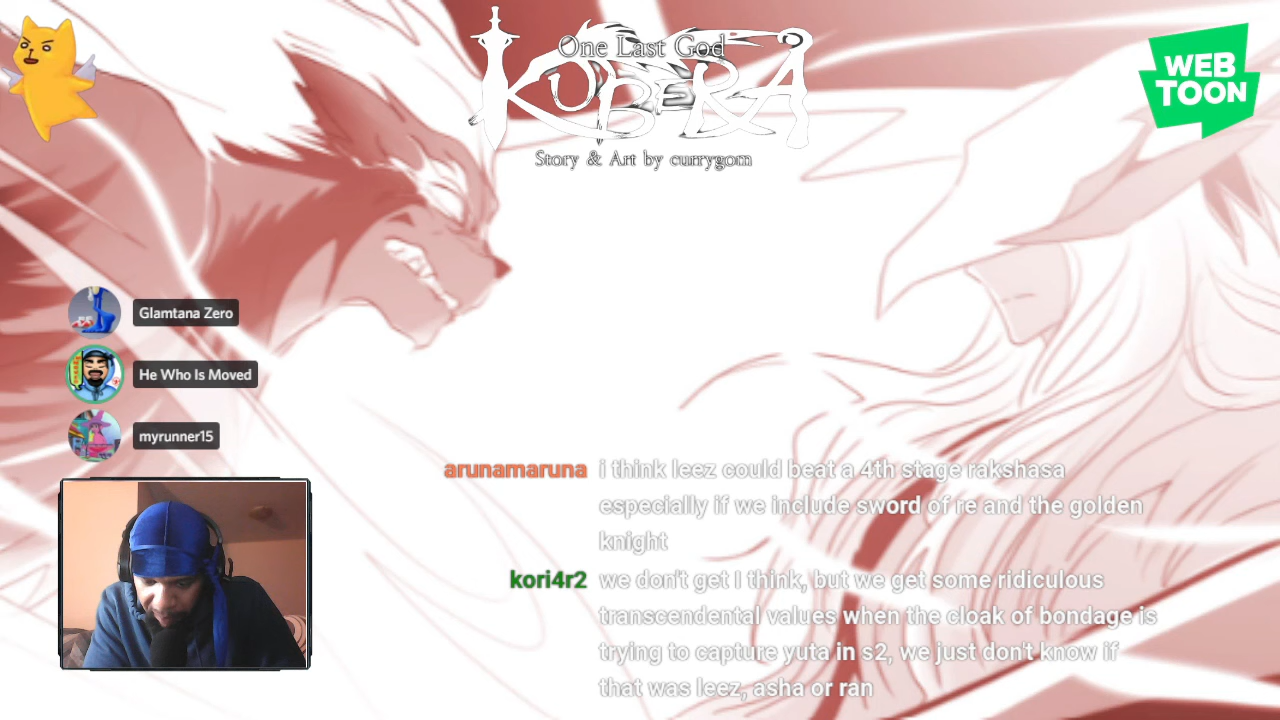 One Last God
KUBERA
Story & Art by currygom
WEB
TOON
Glamtana Zero
He Who Is Moved
myrunner15
arunamaruna i think leez could beat a 4th stage rakshasa
especially if we include sword of re and the golden
knight
kori4r2 we don't get I think, but we get some ridiculous
transcendental values when the cloak of bondage is
trying to capture yuta in s2, we just don't know if
that was leez, asha or ran